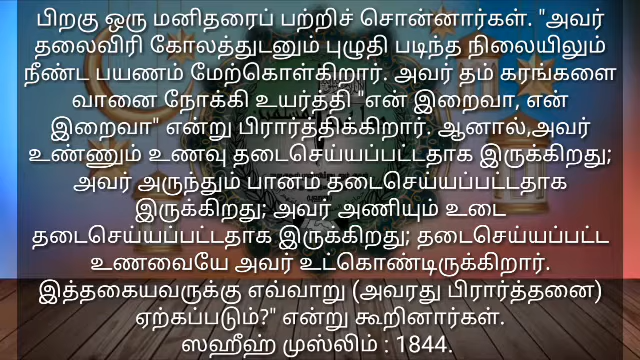 பிறகு ஒரு மனிதரைப் பற்றிச் சொன்னார்கள். "அவர்
தலைவிரி கோலத்துடனும் புழுதி படிந்த நிலையிலும்
நீண்ட பயணம் மேற்கொள்கிறார். அவர் தம் கரங்களை
வானை நோக்கி உயர்த்தி "என் இறைவா, என்
இறைவா" என்று பிரார்த்திக்கிறார். ஆனால்,அவர்
உண்ணும் உணவு தடைசெய்யப்பட்டதாக இருக்கிறது;
அவர் அருந்தும் பானம் தடைசெய்யப்பட்டதாக
இருக்கிறது; அவர் அணியும் உடை
தடைசெய்யப்பட்டதாக இருக்கிறது; தடைசெய்யப்பட்ட
உணவையே அவர் உட்கொண்டிருக்கிறார்.
இத்தகையவருக்கு எவ்வாறு (அவரது பிரார்த்தனை)
ஏற்கப்படும்?" என்று கூறினார்கள்.
ஸஹீஹ் முஸ்லிம் : 1844.